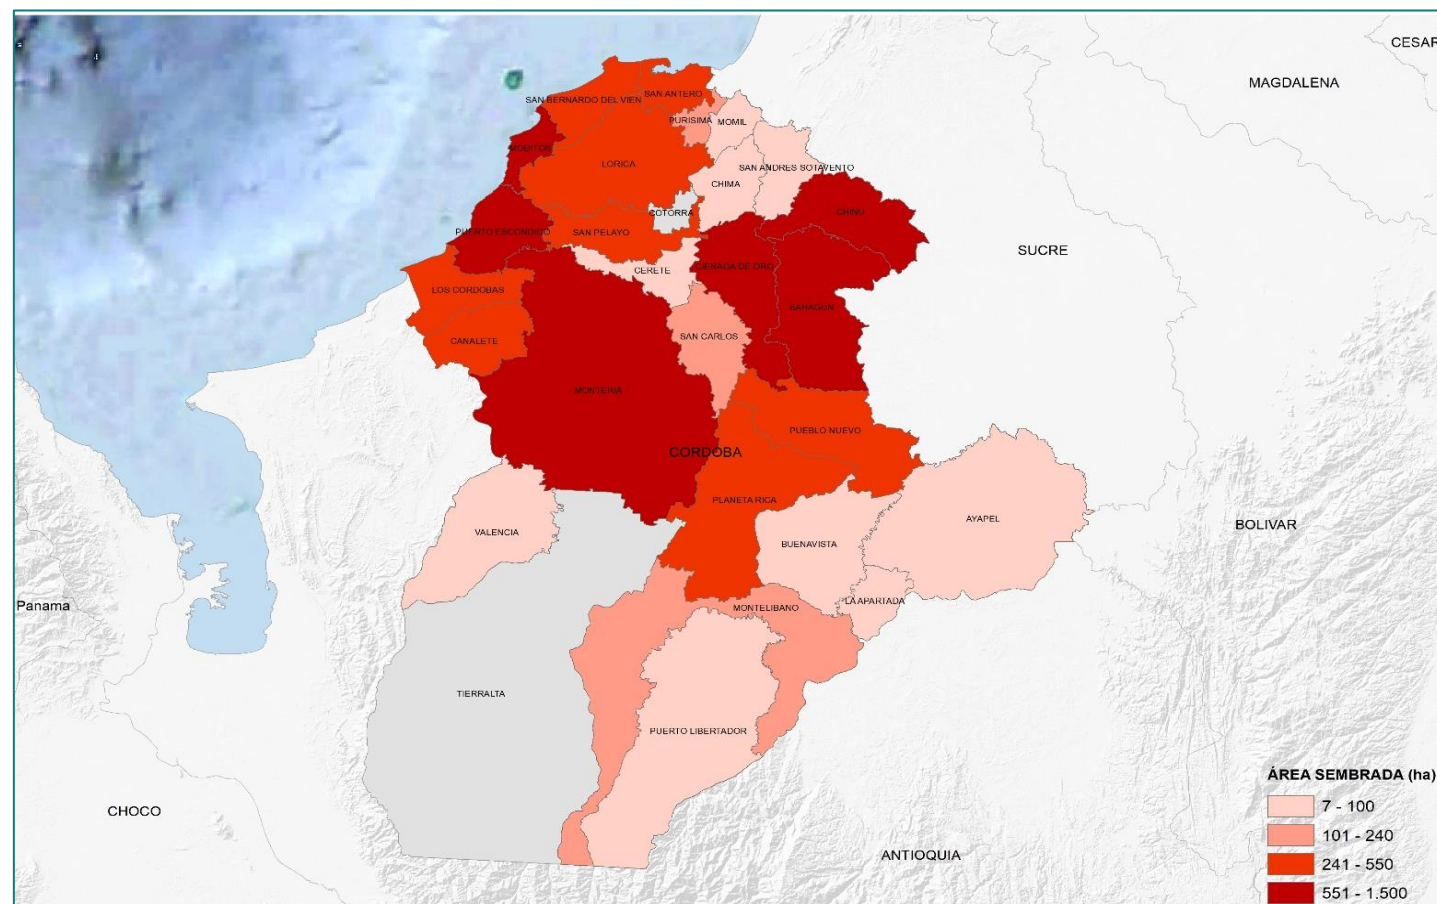 CESAR
MAGDALENA
SAN BERNARDO DEL VIEN
SAN ANTERO
PURISIMA
MOMIL
MOÑITOS
LORICA
SAN ANDRES SOTAVENTO
CHIMA
COTORRA
CHINU
PUERTO ESCONDIDO
SAN PELAYO
SUCRE
CERETE
CIENAGA DE ORO
LOS CORDOBAS
SAHAGUN
CANALETE
SAN CARLOS
MONTERIA
PUEBLO NUEVO
CORDOBA
PLANETA RICA
AYAPEL
BOLIVAR
VALENCIA
BUENAVISTA
LA APARTADA
Panama
MONTELIBANO
TIERRALTA
PUERTO LIBERTADOR
CHOCO
ANTIOQUIA
ÁREA SEMBRADA (ha)
7 - 100
101 - 240
241 - 550
551 - 1.500